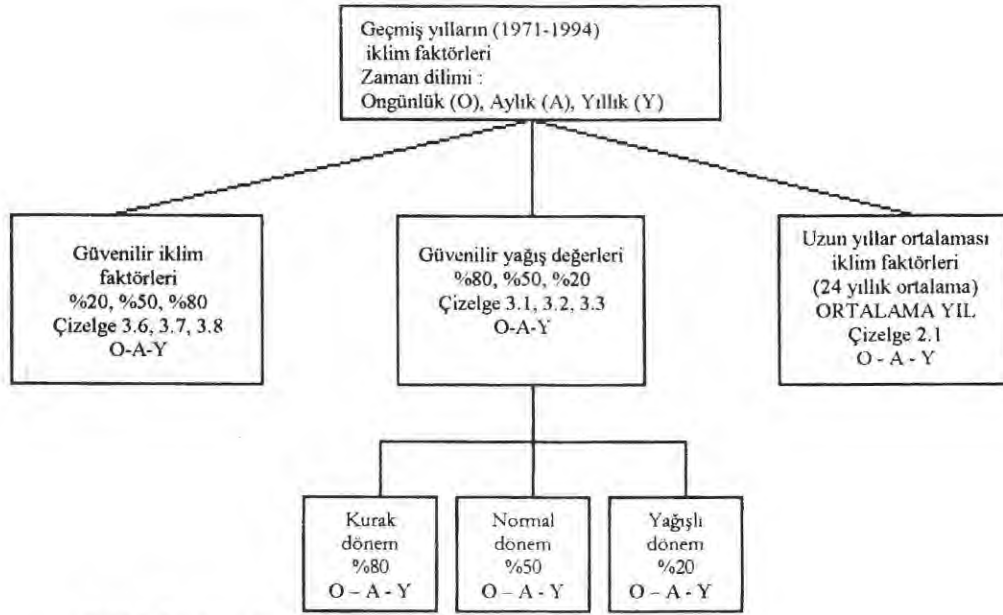 Geçmiş yılların (1971-1994)
iklim faktörleri
Zaman dilimi :
Ongünlük (O), Aylık (A), Yıllık (Y)
Güvenilir iklim
faktörleri
%20, %50, %80
Çizelge 3.6, 3.7, 3.8
O-A-Y
Güvenilir yağış değerleri
%80, %50, %20
Çizelge 3.1, 3.2, 3.3
O-A-Y
Uzun yıllar ortalaması
iklim faktörleri
(24 yıllık ortalama)
ORTALAMA YIL
Çizelge 2.1
O - A - Y
Kurak
dönem
%80
O – A - Y
Normal
dönem
%50
O – A - Y
Yağışlı
dönem
%20
O – A - Y